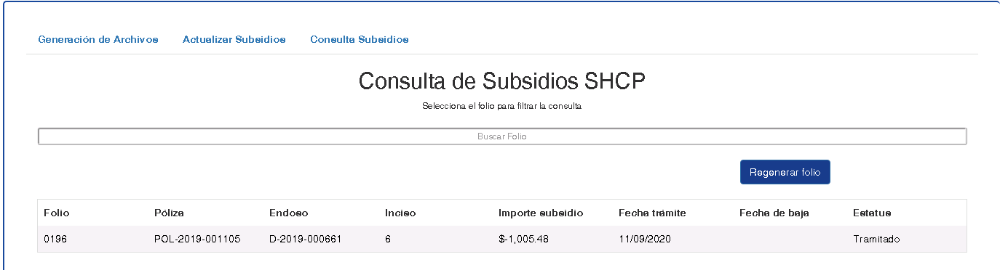 Generación de Archivos Actualizar Subsidios Consulta Subsidios
Consulta de Subsidios SHCP
Selecciona el folio para filtrar la consulta
Buscar Folio
Regenerar folio
Folio Póliza Endoso Inciso Importe subsidio Fecha trámite Fecha de baja Estatus
0196 POL-2019-001105 D-2019-000661 6 $-1,005.48 11/09/2020 Tramitado